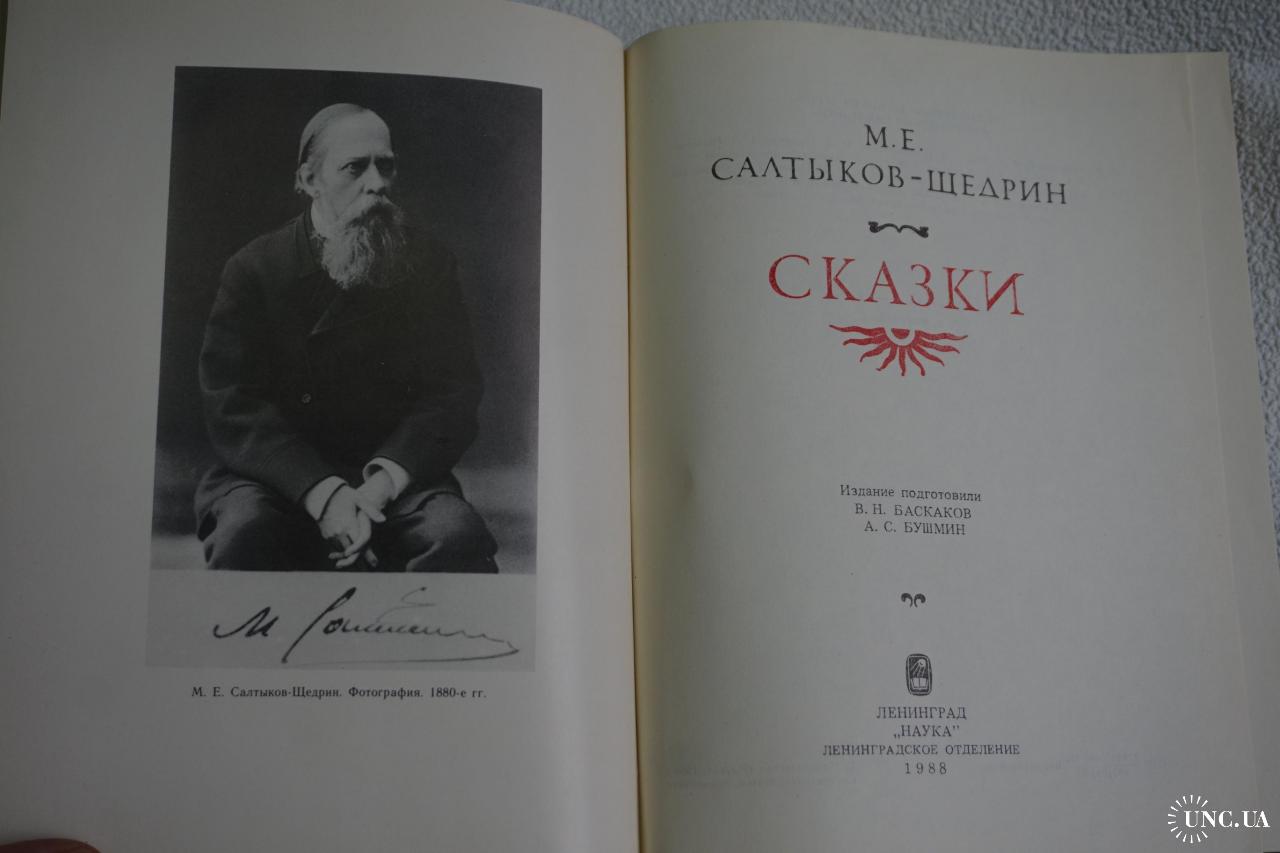 М. Салтыков
М. Е. Салтыков-Щедрин. Фотография. 1880-е гг.
М.Е.
САЛТЫКОВ-ЩЕДРИН
СКАЗКИ
Издание подготовили
В. Н. БАСКАКОВ
А. С. БУШМИН
ЛЕНИНГРАД
„НАУКА"
ЛЕНИНГРАДСКОЕ ОТДЕЛЕНИЕ
1988
UNC.UA